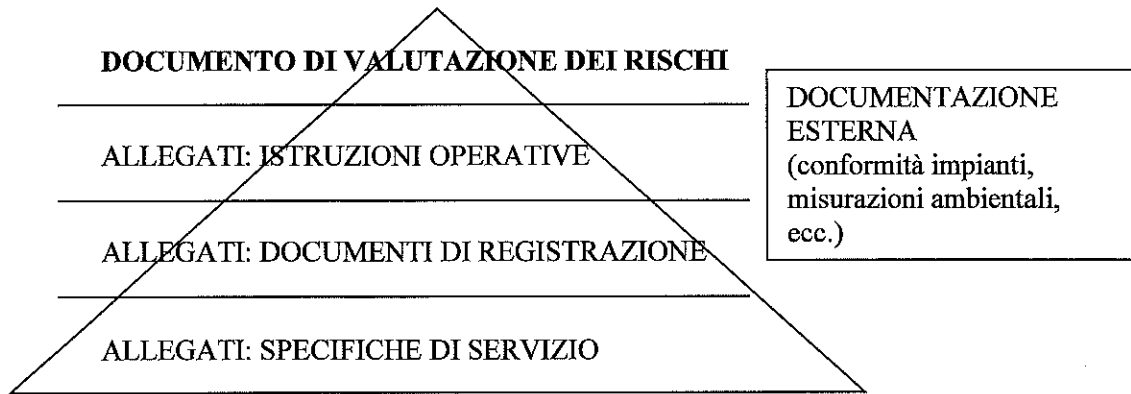 DOCUMENTO DI VALUTAZIONE DEI RISCHI
ALLEGATI: ISTRUZIONI OPERATIVE
ALLEGATI: DOCUMENTI DI REGISTRAZIONE
ALLEGATI: SPECIFICHE DI SERVIZIO
DOCUMENTAZIONE
ESTERNA
(conformità impianti,
misurazioni ambientali,
ecc.)